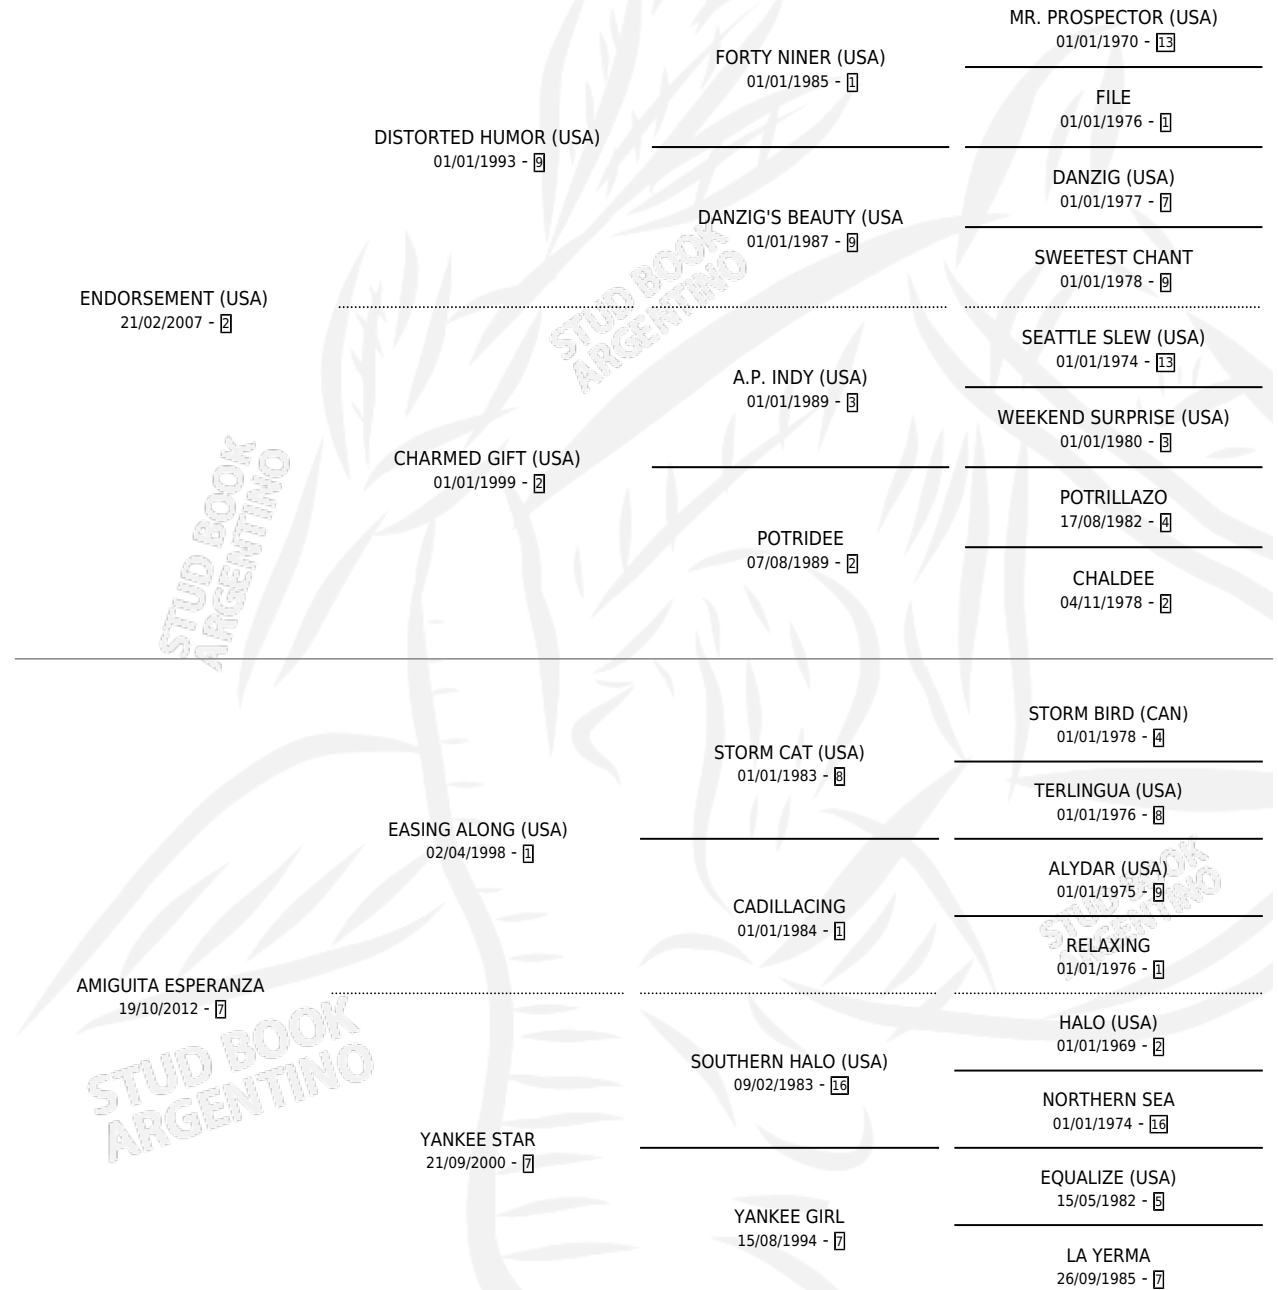 MR. PROSPECTOR (USA)
01/01/1970 - 13
FORTY NINER (USA)
01/01/1985 - 1
FILE
01/01/1976 - 1
DISTORTED HUMOR (USA)
01/01/1993 - 9
DANZIG (USA)
01/01/1977 - 7
DANZIG'S BEAUTY (USA
01/01/1987 - 9
SWEETEST CHANT
01/01/1978 - 9
ENDORSEMENT (USA)
21/02/2007 - 2
STUD BOOK
ARGENTINO
SEATTLE SLEW (USA)
01/01/1974 - 13
A.P. INDY (USA)
01/01/1989 - 3
WEEKEND SURPRISE (USA)
01/01/1980 - 3
CHARMED GIFT (USA)
01/01/1999 - 2
POTRILLAZO
17/08/1982 - 4
POTRIDEE
07/08/1989 - 2
CHALDEE
04/11/1978 - 2
STUD BOOK
ARGENTINO
STORM BIRD (CAN)
01/01/1978 - 4
STORM CAT (USA)
01/01/1983 - 8
TERLINGUA (USA)
01/01/1976 - 8
EASING ALONG (USA)
02/04/1998 - 1
ALYDAR (USA)
01/01/1975 - 9
CADILLACING
01/01/1984 - 1
STUD BOOK
ARGENTINO
RELAXING
01/01/1976 - 1
AMIGUITA ESPERANZA
19/10/2012 - 7
STUD BOOK
ARGENTINO
HALO (USA)
01/01/1969 - 2
SOUTHERN HALO (USA)
09/02/1983 - 16
NORTHERN SEA
01/01/1974 - 16
YANKEE STAR
21/09/2000 - 7
EQUALIZE (USA)
15/05/1982 - 5
YANKEE GIRL
15/08/1994 - 7
LA YERMA
26/09/1985 - 7